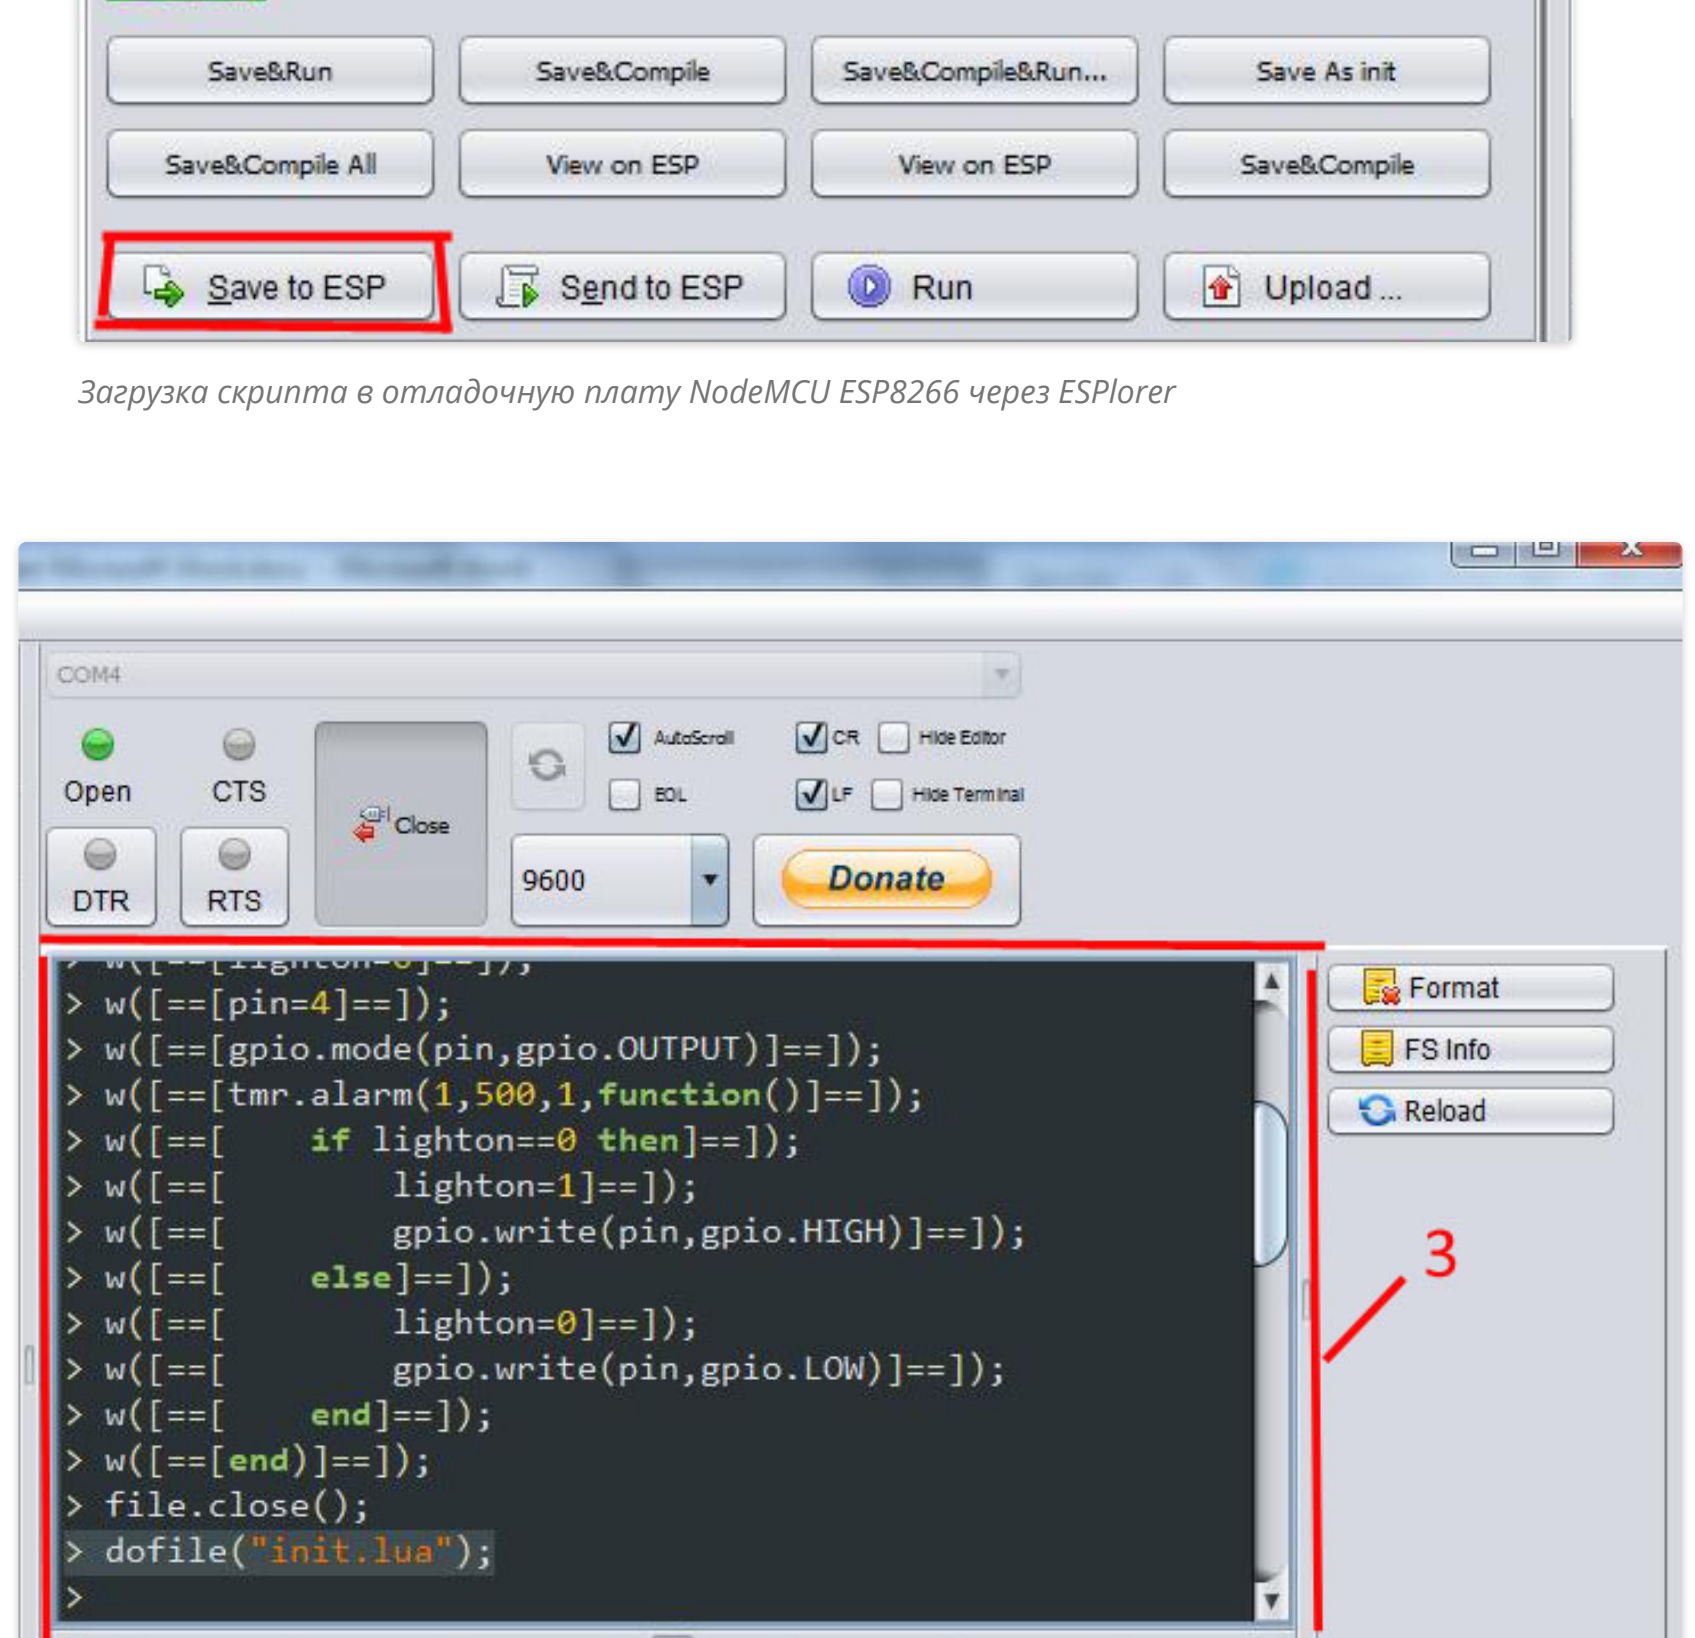 Save&Run Save&Compile Save&Compile&Run... Save As init
Save&Compile All View on ESP View on ESP Save&Compile
Save to ESP Send to ESP Run Upload ...
Загрузка скрипта в отладочную плату NodeMCU ESP8266 через ESPlorer
COM4
AutoScroll CR Hide Editor
Open CTS EOL LF Hide Terminal
Close
DTR RTS 9600 Donate
> w([==[lighton=0]==]);
> w([==[pin=4]==]);
> w([==[gpio.mode(pin,gpio.OUTPUT)]==]);
> w([==[tmr.alarm(1,500,1,function()]==]);
> w([==[    if lighton==0 then]==]);
> w([==[        lighton=1]==]);
> w([==[        gpio.write(pin,gpio.HIGH)]==]);
> w([==[    else]==]);
> w([==[        lighton=0]==]);
> w([==[        gpio.write(pin,gpio.LOW)]==]);
> w([==[    end]==]);
> w([==[end)]==]);
> file.close();
> dofile("init.lua");
>
Format
FS Info
Reload
3